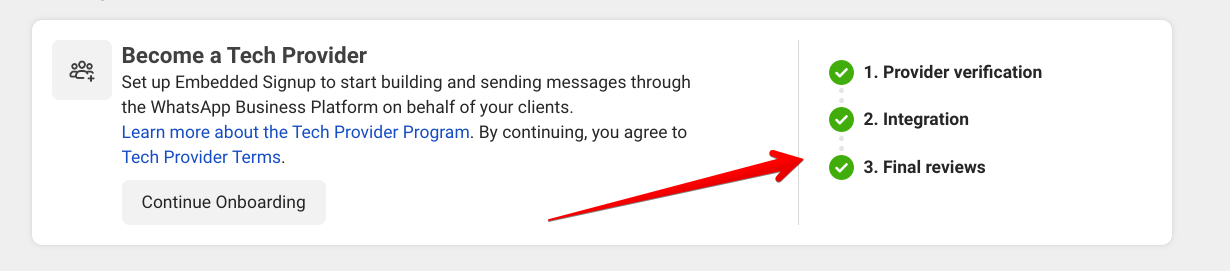 Become a Tech Provider
Set up Embedded Signup to start building and sending messages through
the WhatsApp Business Platform on behalf of your clients.
Learn more about the Tech Provider Program. By continuing, you agree to
Tech Provider Terms.
Continue Onboarding
1. Provider verification
2. Integration
3. Final reviews